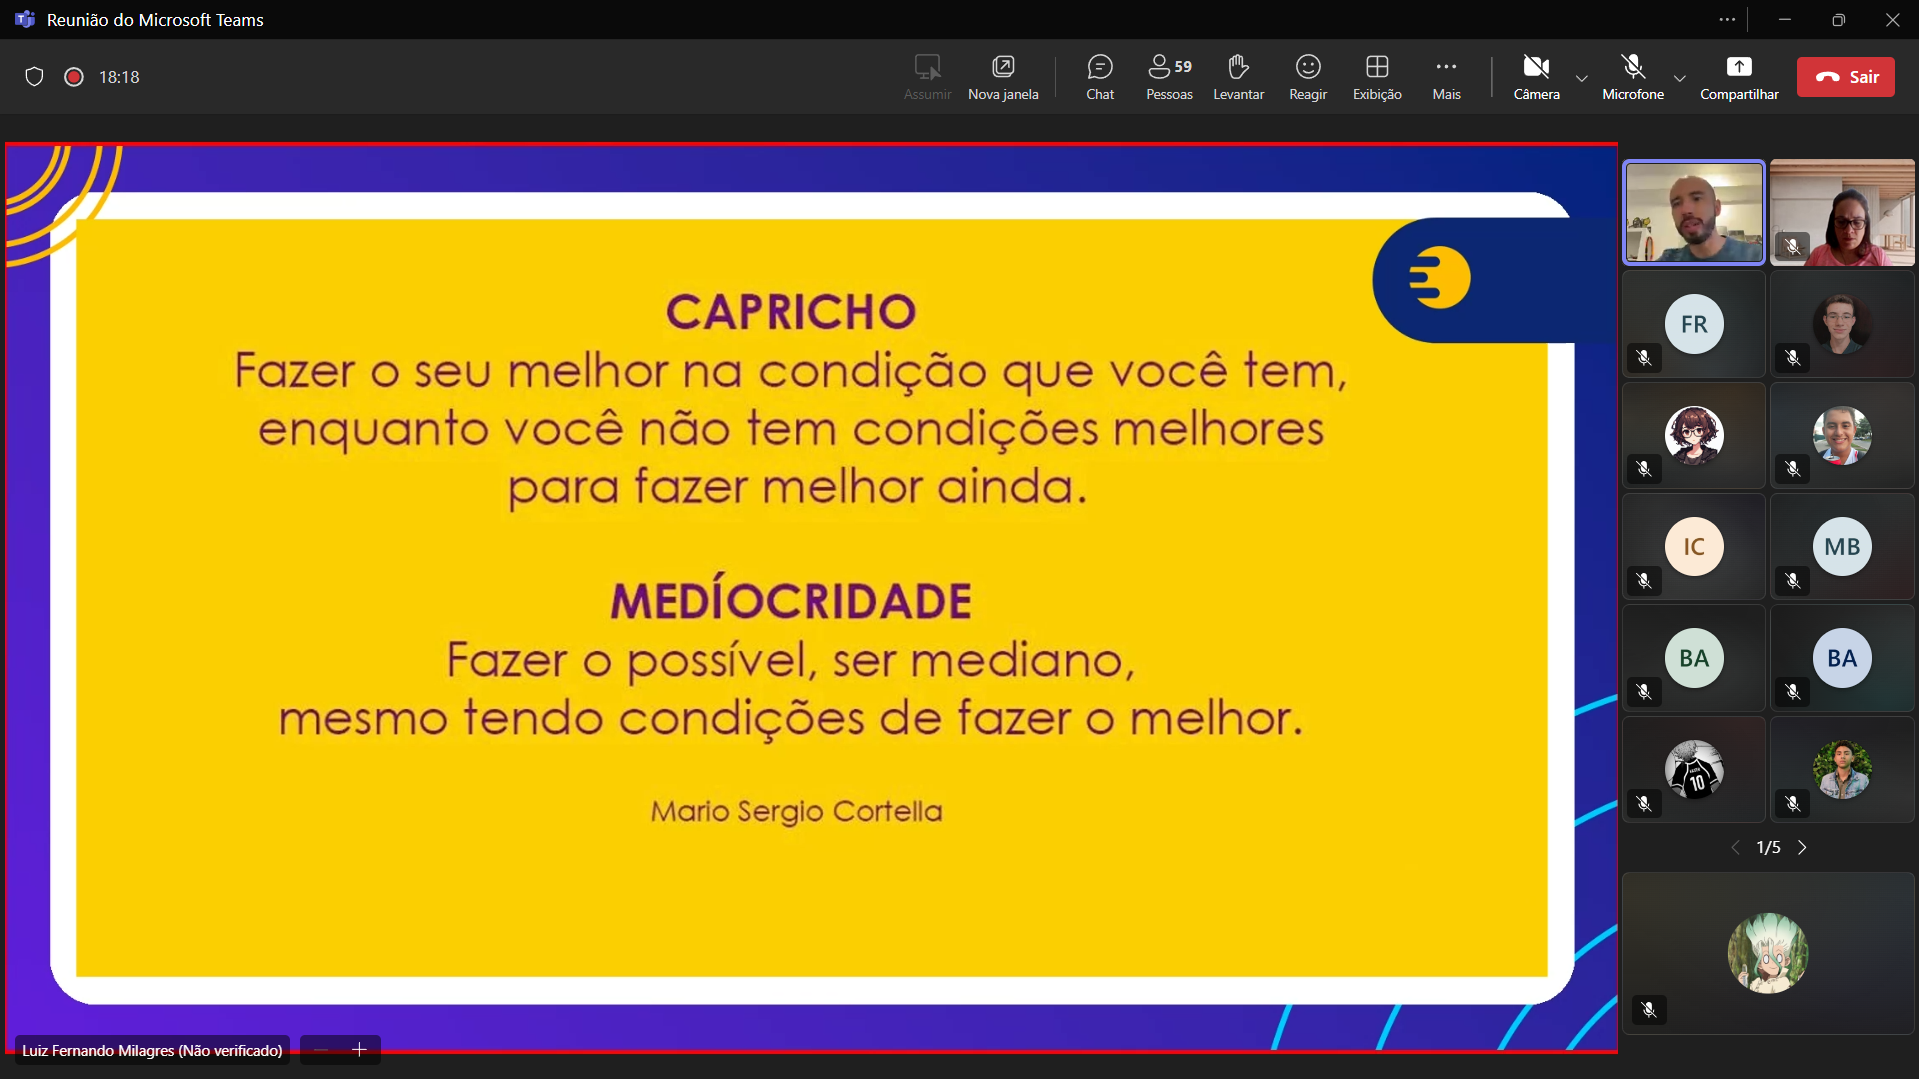 Reunião do Microsoft Teams
18:18
Assumir
Nova janela
Chat
59
Pessoas
Levantar
Reagir
Exibição
Mais
Câmera
Microfone
Compartilhar
Sair
CAPRICHO
Fazer o seu melhor na condição que você tem,
enquanto você não tem condições melhores
para fazer melhor ainda.
MEDÍOCRIDADE
Fazer o possível, ser mediano,
mesmo tendo condições de fazer o melhor.
Mario Sergio Cortella
Luiz Fernando Milagres (Não verificado)
FR
IC
MB
BA
BA
10
1/5